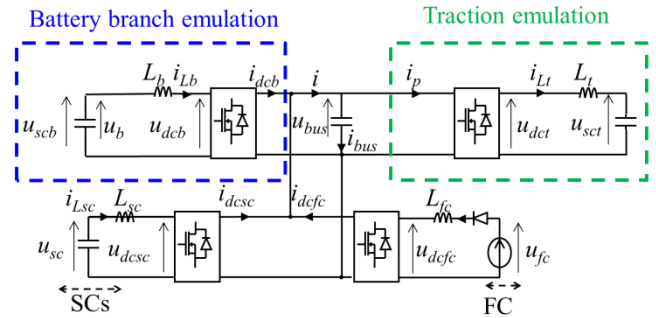 Battery branch emulation
Traction emulation
L_b i_Lb i_dcb i i_p i_Lt L_t
u_scb u_b u_dcb u_bus i_bus u_dct u_sct
i_Lsc L_sc i_dcsc i_dcfc L_fc
u_sc u_dcsc u_dcfc u_fc
SCs FC